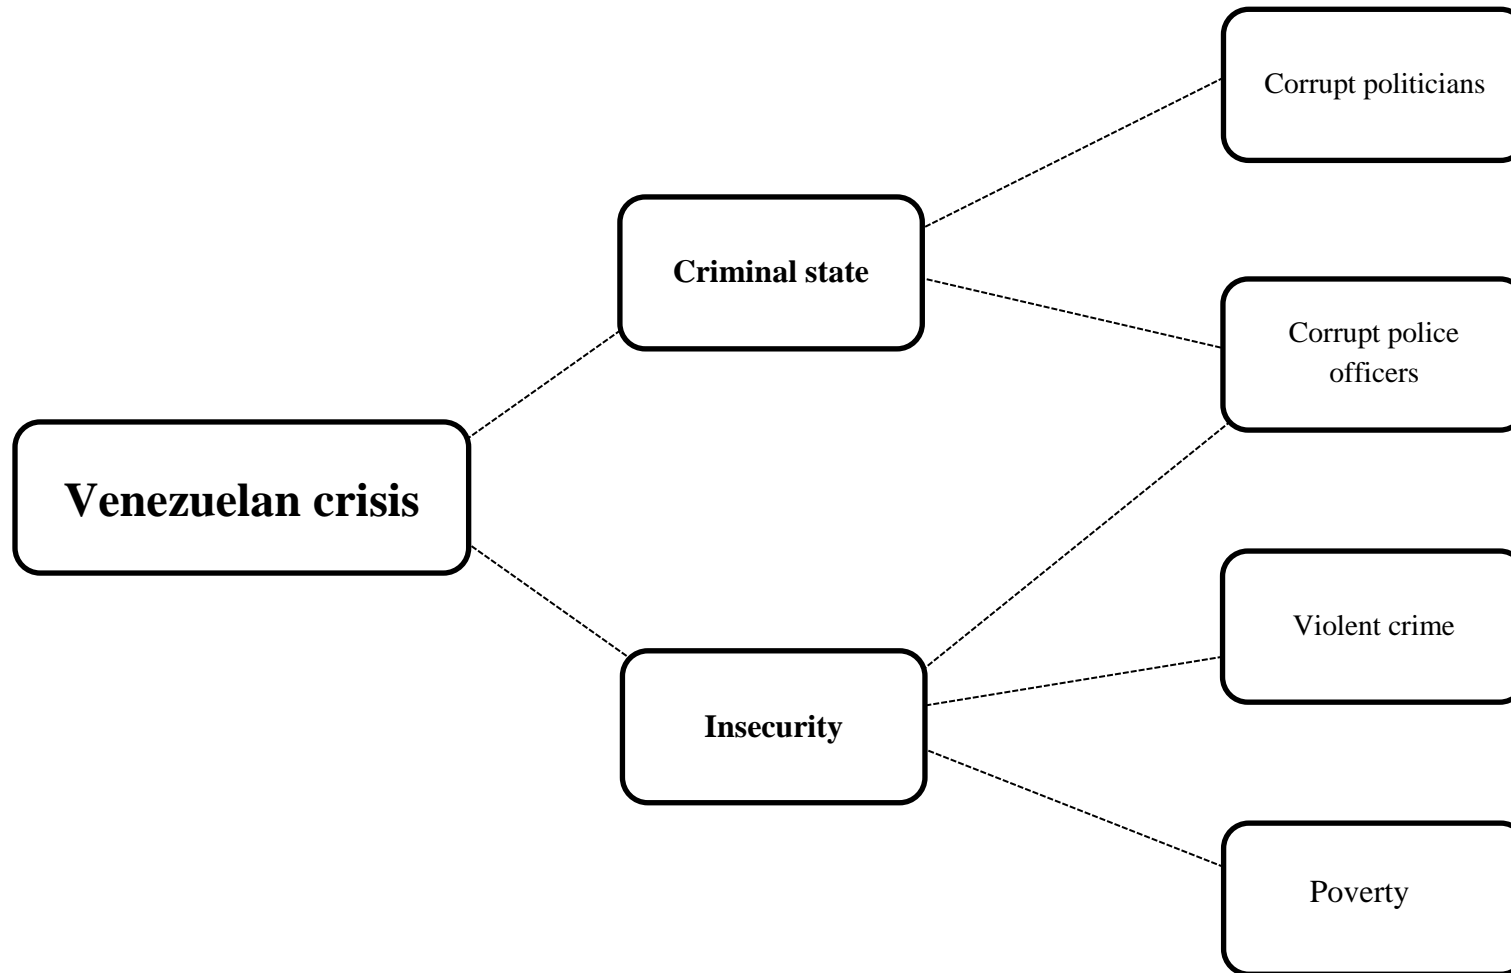 Corrupt politicians
Criminal state
Corrupt police
officers
Venezuelan crisis
Violent crime
Insecurity
Poverty